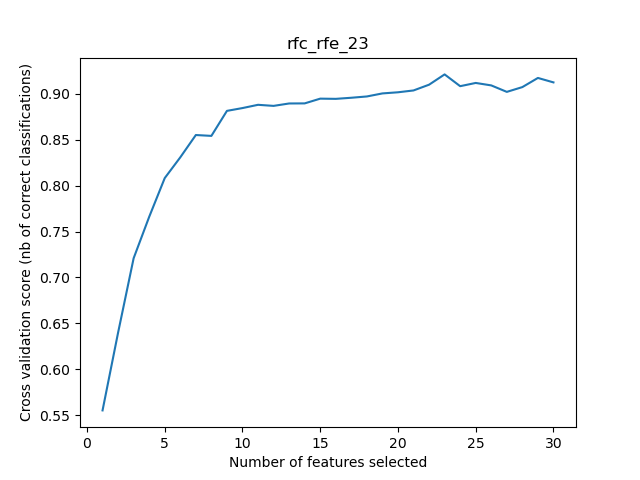 rfc_rfe_23
Cross validation score (nb of correct classifications)
0.90
0.85
0.80
0.75
0.70
0.65
0.60
0.55
0 5 10 15 20 25 30
Number of features selected